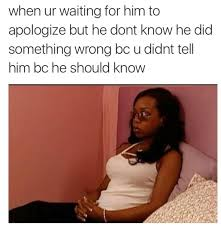 when ur waiting for him to
apologize but he dont know he did
something wrong bc u didnt tell
him bc he should know